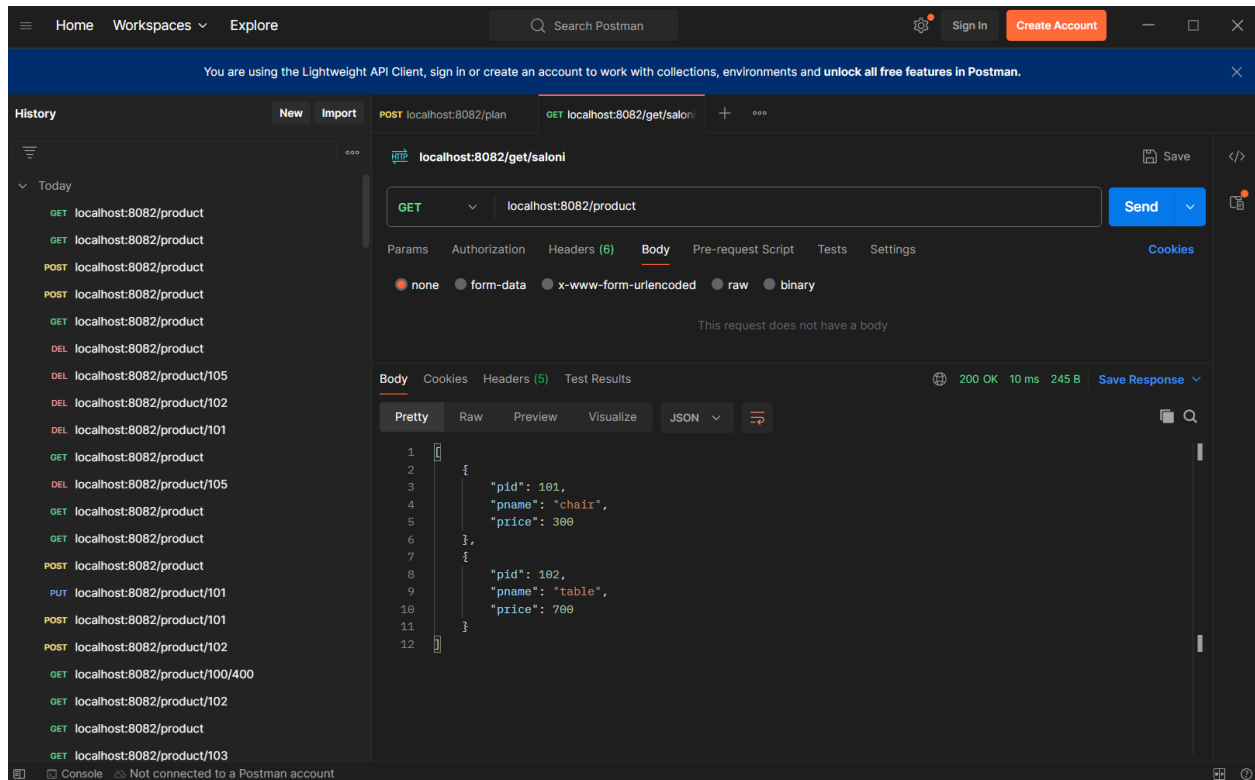 Home Workspaces Explore Search Postman Sign In Create Account
You are using the Lightweight API Client, sign in or create an account to work with collections, environments and unlock all free features in Postman.
History New Import
POST localhost:8082/plan GET localhost:8082/get/saloni
HTTP localhost:8082/get/saloni Save
Today
GET localhost:8082/product
GET localhost:8082/product
POST localhost:8082/product
POST localhost:8082/product
GET localhost:8082/product
DEL localhost:8082/product
DEL localhost:8082/product/105
DEL localhost:8082/product/102
DEL localhost:8082/product/101
GET localhost:8082/product
DEL localhost:8082/product/105
GET localhost:8082/product
GET localhost:8082/product
POST localhost:8082/product
PUT localhost:8082/product/101
POST localhost:8082/product/101
POST localhost:8082/product/102
GET localhost:8082/product/100/400
GET localhost:8082/product/102
GET localhost:8082/product
GET localhost:8082/product/103
GET localhost:8082/product Send
Params Authorization Headers (6) Body Pre-request Script Tests Settings Cookies
none form-data x-www-form-urlencoded raw binary
This request does not have a body
Body Cookies Headers (5) Test Results 200 OK 10 ms 245 B Save Response
Pretty Raw Preview Visualize JSON
1 [
2 {
3 "pid": 101,
4 "pname": "chair",
5 "price": 300
6 },
7 {
8 "pid": 102,
9 "pname": "table",
10 "price": 700
11 }
12 ]
Console Not connected to a Postman account